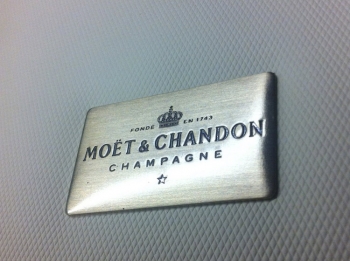 FONDÉ EN 1743
MOËT & CHANDON
CHAMPAGNE